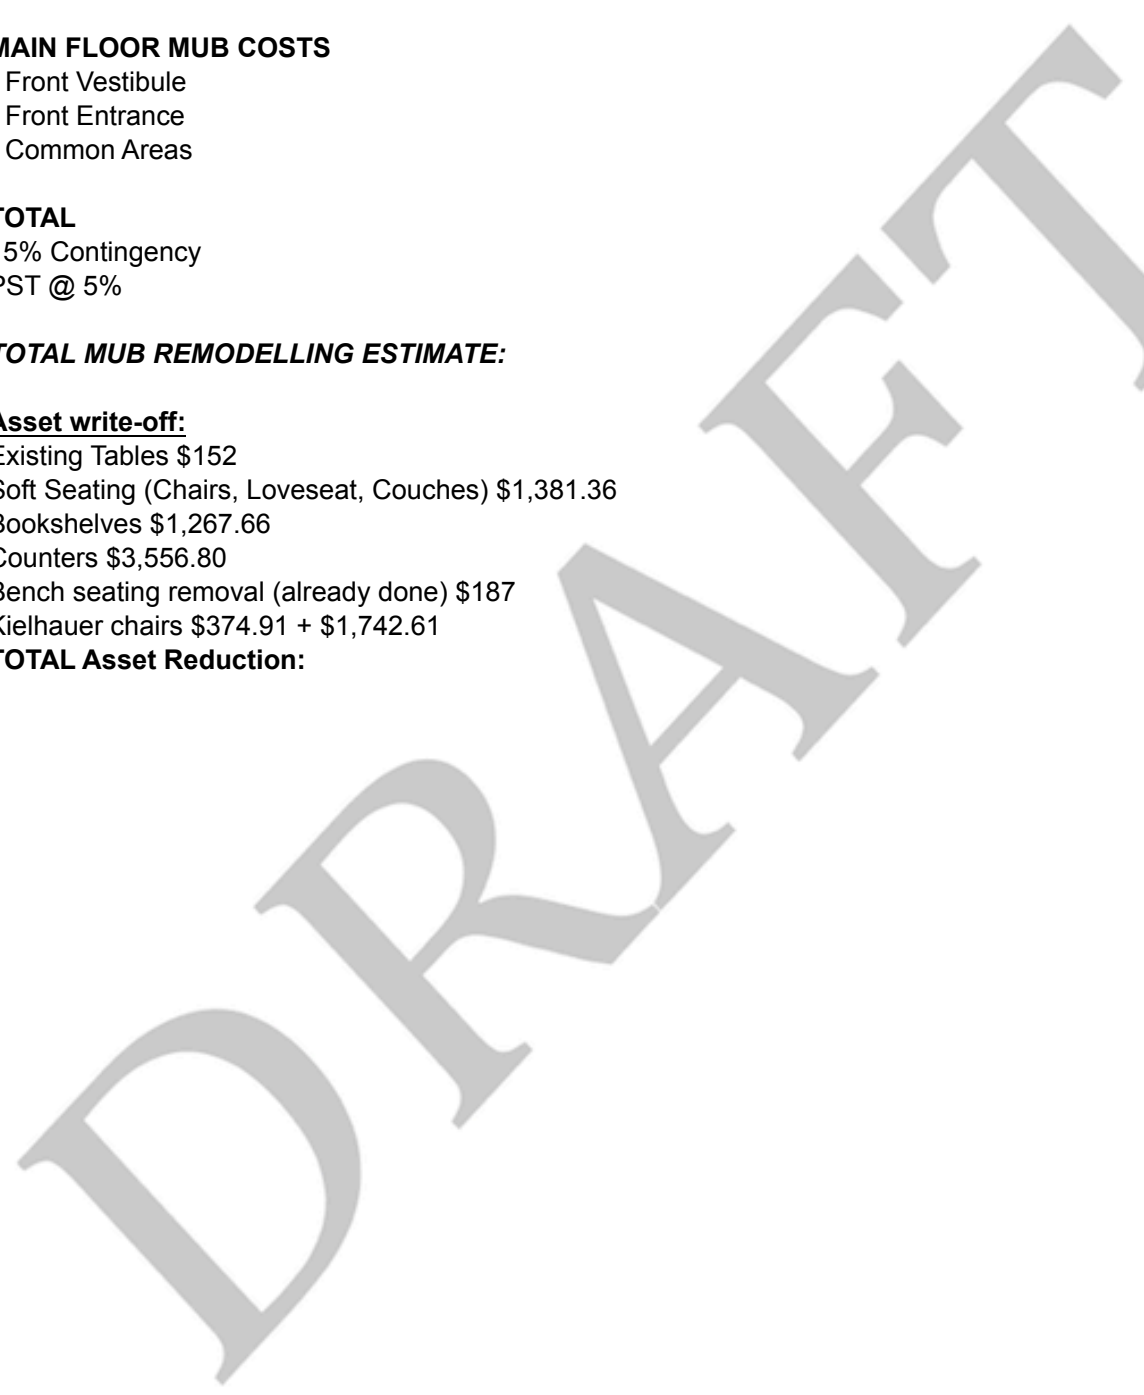 MAIN FLOOR MUB COSTS
Front Vestibule
Front Entrance
Common Areas
TOTAL
5% Contingency
PST @ 5%
TOTAL MUB REMODELLING ESTIMATE:
Asset write-off:
Existing Tables $152
Soft Seating (Chairs, Loveseat, Couches) $1,381.36
Bookshelves $1,267.66
Counters $3,556.80
Bench seating removal (already done) $187
Kielhauer chairs $374.91 + $1,742.61
TOTAL Asset Reduction:
DRAFT